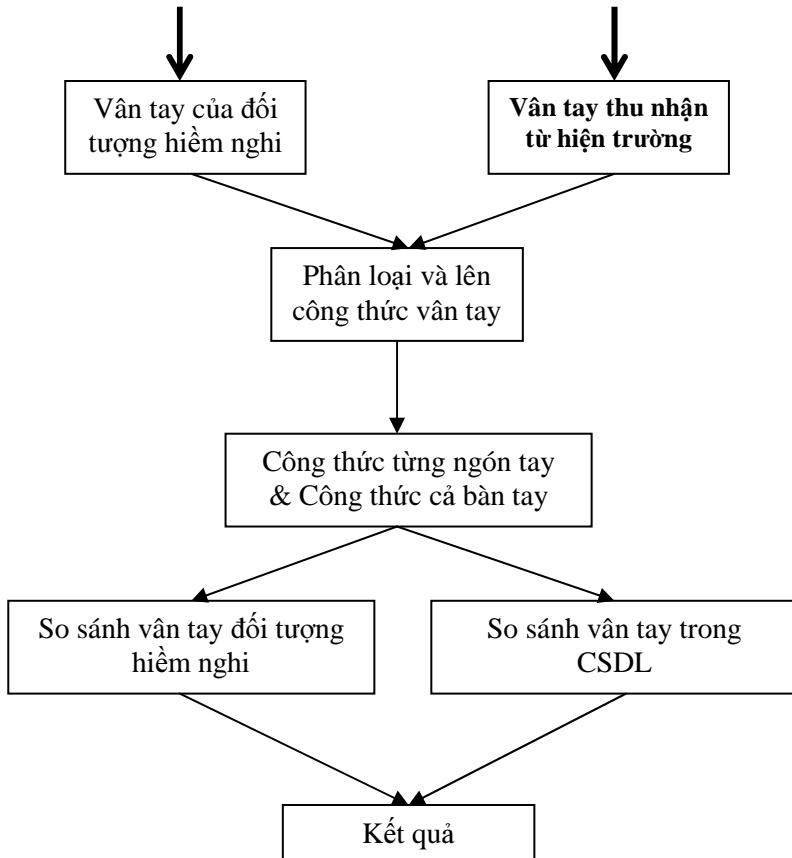 Vân tay của đối
tượng hiềm nghi
Vân tay thu nhận
từ hiện trường
Phân loại và lên
công thức vân tay
Công thức từng ngón tay
& Công thức cả bàn tay
So sánh vân tay đối tượng
hiềm nghi
So sánh vân tay trong
CSDL
Kết quả